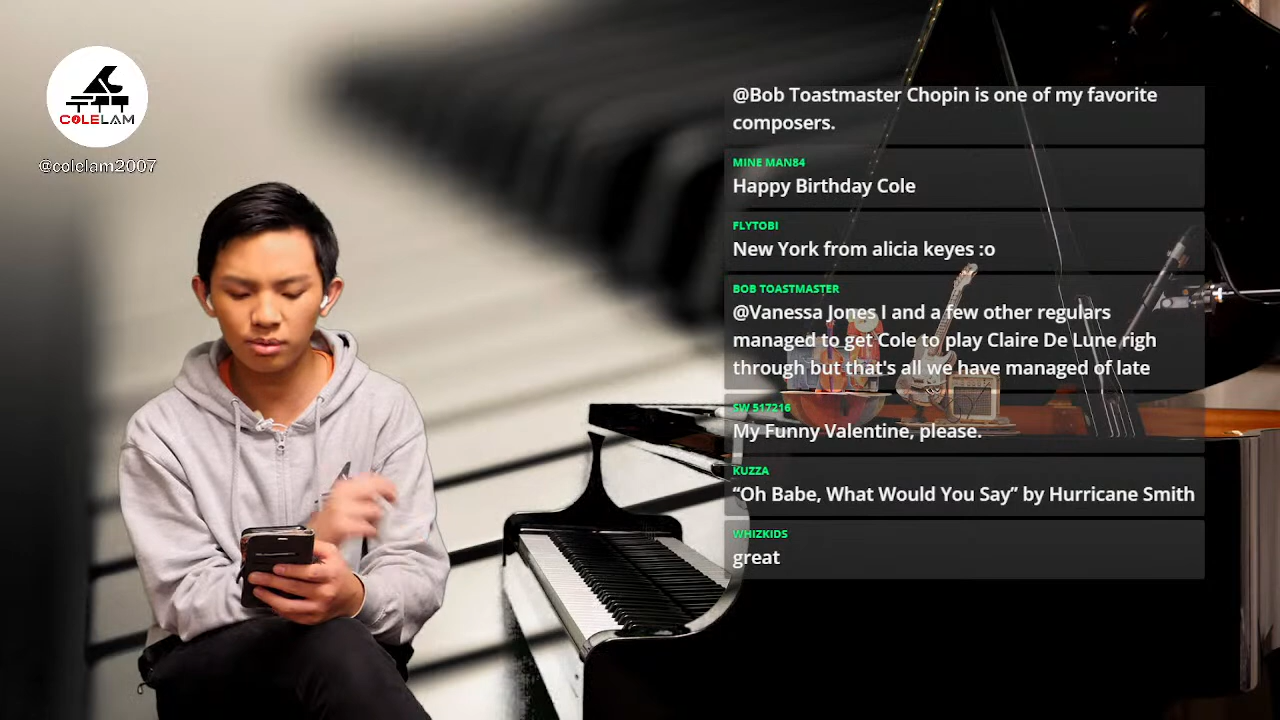 COLELAM
@colelam2007
@Bob Toastmaster Chopin is one of my favorite
composers.
MINE MAN84
Happy Birthday Cole
FLYTOBI
New York from alicia keyes :o
BOB TOASTMASTER
@Vanessa Jones I and a few other regulars
managed to get Cole to play Claire De Lune righ
through but that's all we have managed of late
SW 517216
My Funny Valentine, please.
KUZZA
“Oh Babe, What Would You Say” by Hurricane Smith
WHIZKIDS
great